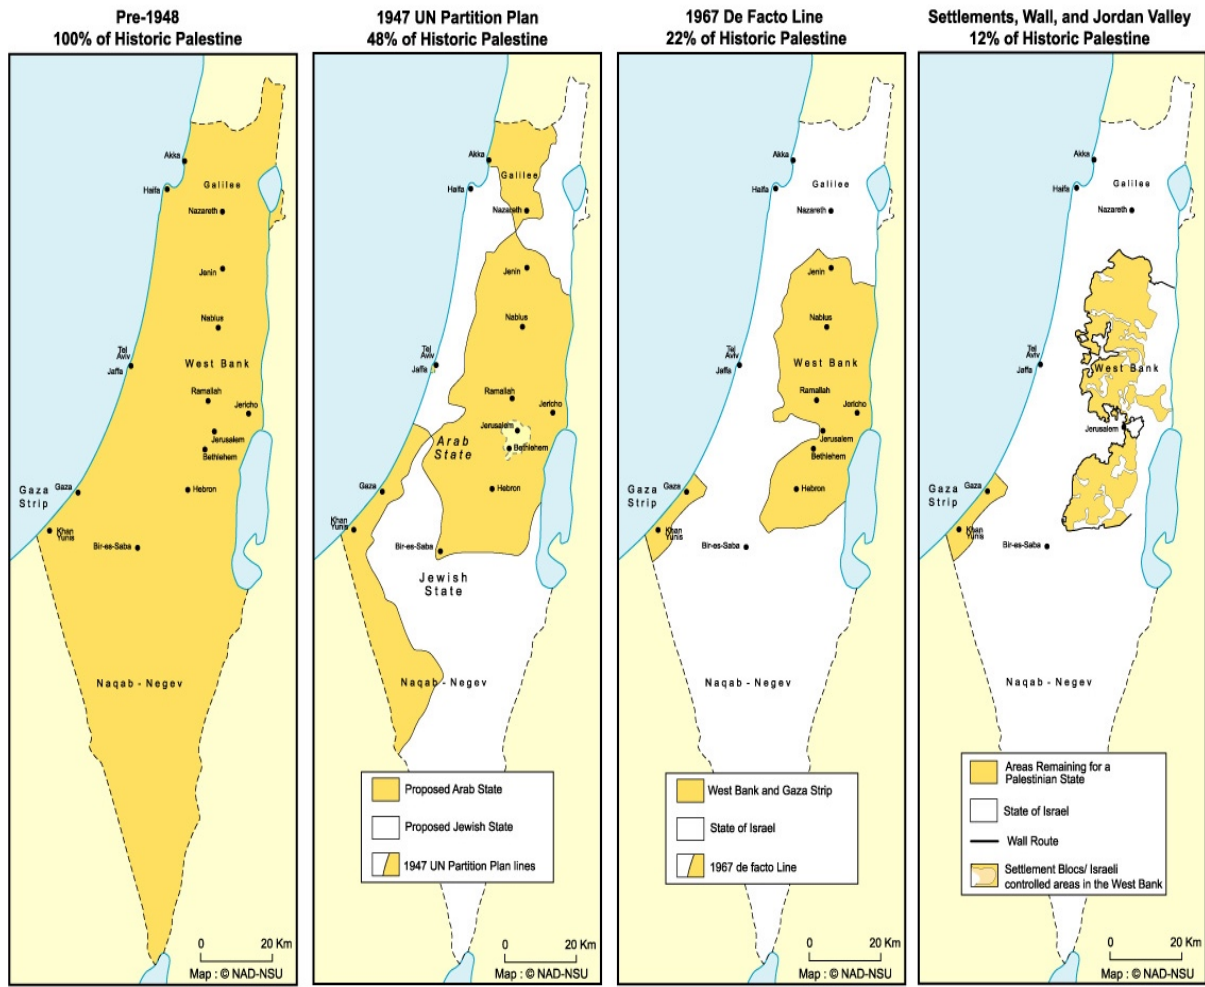 Pre-1948
100% of Historic Palestine
Akka
Haifa
Galilee
Nazareth
Jenin
Nablus
Tel
Aviv
Jaffa
West Bank
Ramallah
Jericho
Jerusalem
Bethlehem
Gaza
Strip
Gaza
Hebron
Khan
Yunis
Bir-es-Saba
Naqab - Negev
0 20 Km
Map : © NAD-NSU
1947 UN Partition Plan
48% of Historic Palestine
Akka
Galilee
Haifa
Nazareth
Jenin
Nablus
Tel
Aviv
Jaffa
Ramallah
Jericho
Jerusalem
Arab
State
Bethlehem
Gaza
Hebron
Khan
Yunis
Bir-es-Saba
Jewish
State
Naqab - Negev
Proposed Arab State
Proposed Jewish State
1947 UN Partition Plan lines
0 20 Km
Map : © NAD-NSU
1967 De Facto Line
22% of Historic Palestine
Akka
Haifa
Galilee
Nazareth
Jenin
Nablus
Tel
Aviv
Jaffa
West Bank
Ramallah
Jericho
Jerusalem
Bethlehem
Gaza
Strip
Gaza
Hebron
Khan
Yunis
Bir-es-Saba
Naqab - Negev
West Bank and Gaza Strip
State of Israel
1967 de facto Line
0 20 Km
Map : © NAD-NSU
Settlements, Wall, and Jordan Valley
12% of Historic Palestine
Akka
Haifa
Galilee
Nazareth
Tel
Aviv
Jaffa
West Bank
Jerusalem
Gaza
Strip
Gaza
Khan
Yunis
Bir-es-Saba
Naqab - Negev
Areas Remaining for a
Palestinian State
State of Israel
Wall Route
Settlement Blocs/ Israeli
controlled areas in the West Bank
0 20 Km
Map : © NAD-NSU